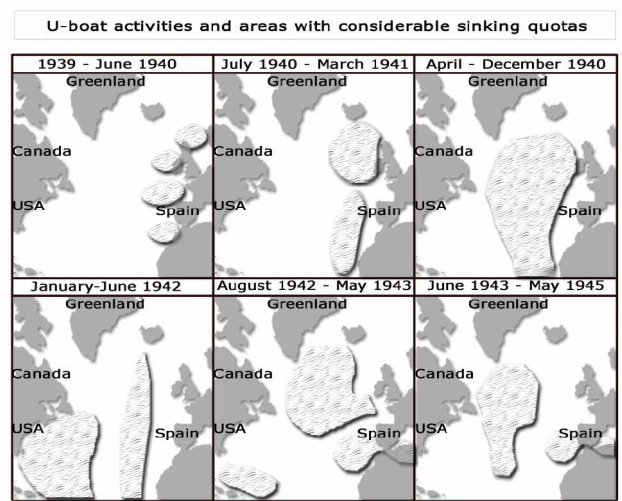 U-boat activities and areas with considerable sinking quotas
1939 - June 1940
Greenland
Canada
USA
Spain
July 1940 - March 1941
Greenland
Canada
USA
Spain
April - December 1940
Greenland
Canada
USA
Spain
January-June 1942
Greenland
Canada
USA
Spain
August 1942 - May 1943
Greenland
Canada
USA
Spain
June 1943 - May 1945
Greenland
Canada
USA
Spain